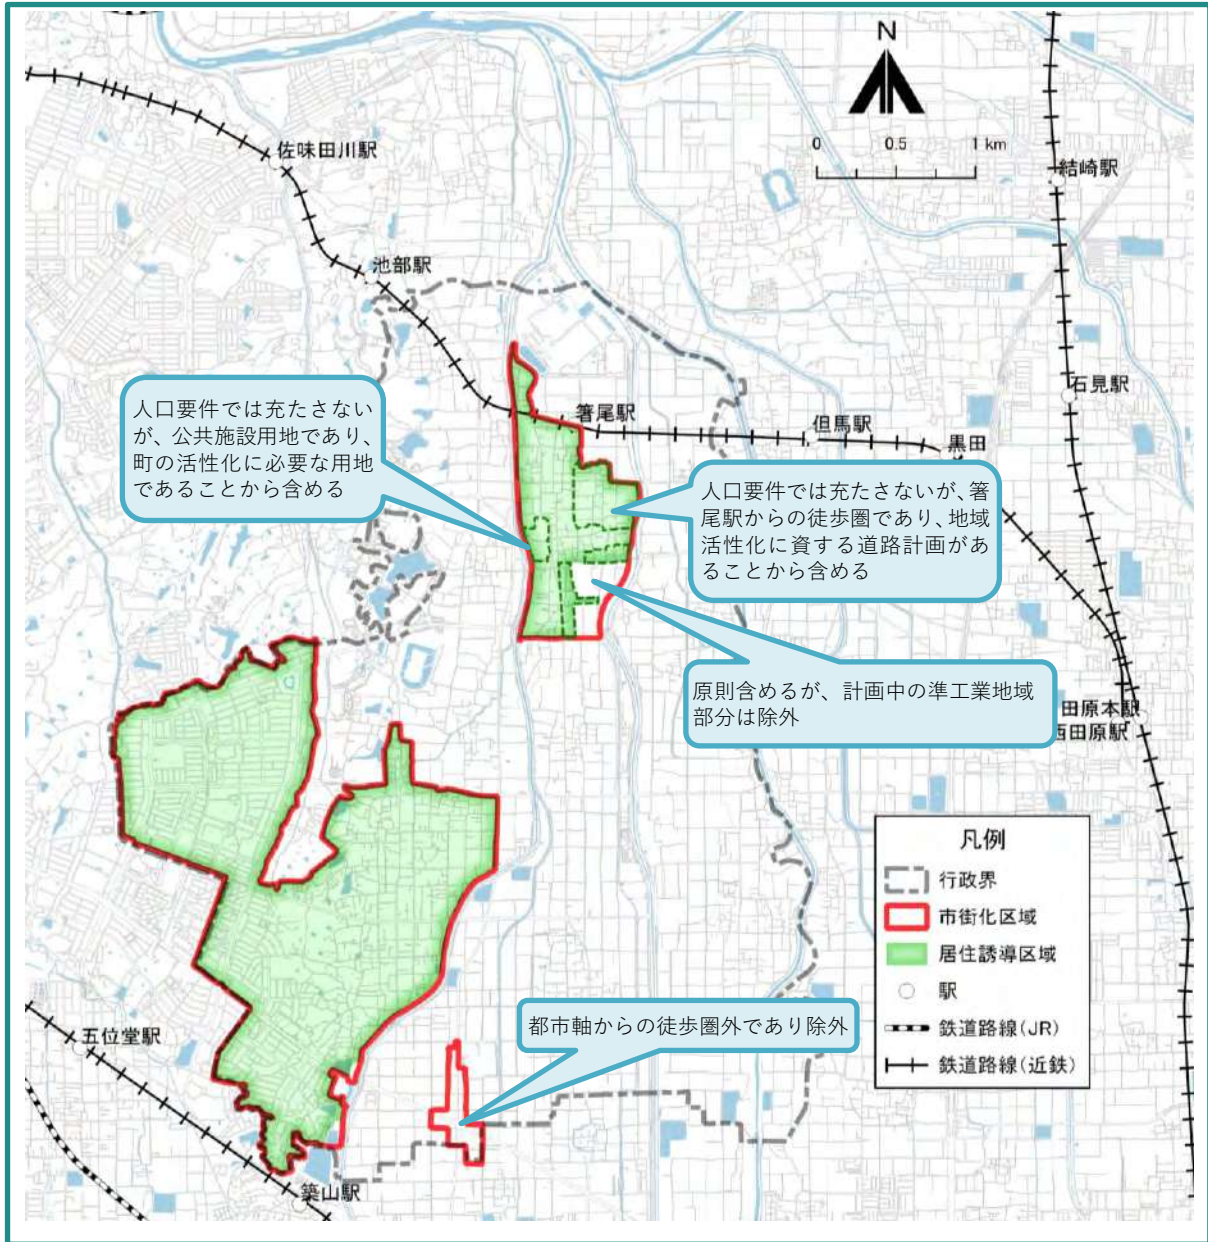 N
0 0.5 1 km
佐味田川駅
結崎駅
池部駅
石見駅
箸尾駅
但馬駅
黒田
人口要件では充たさない
が、公共施設用地であり、
町の活性化に必要な用地
であることから含める
人口要件では充たさないが、箸
尾駅からの徒歩圏であり、地域
活性化に資する道路計画があ
ることから含める
原則含めるが、計画中の準工業地域
部分は除外
田原本駅
西田原駅
凡例
行政界
市街化区域
居住誘導区域
駅
鉄道路線(JR)
鉄道路線(近鉄)
都市軸からの徒歩圏外であり除外
五位堂駅
築山駅